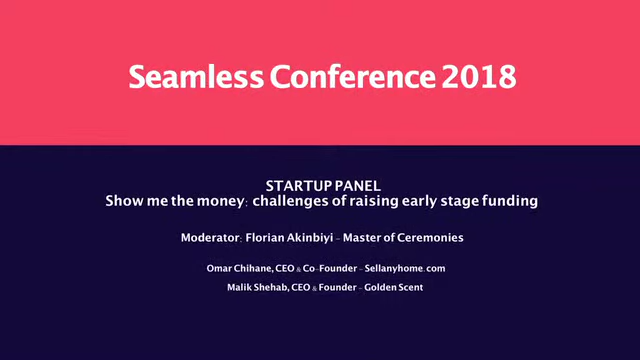 Seamless Conference 2018
STARTUP PANEL
Show me the money: challenges of raising early stage funding
Moderator: Florian Akinbiyi - Master of Ceremonies
Omar Chihane, CEO & Co-Founder - Sellanyhome.com
Malik Shehab, CEO & Founder - Golden Scent